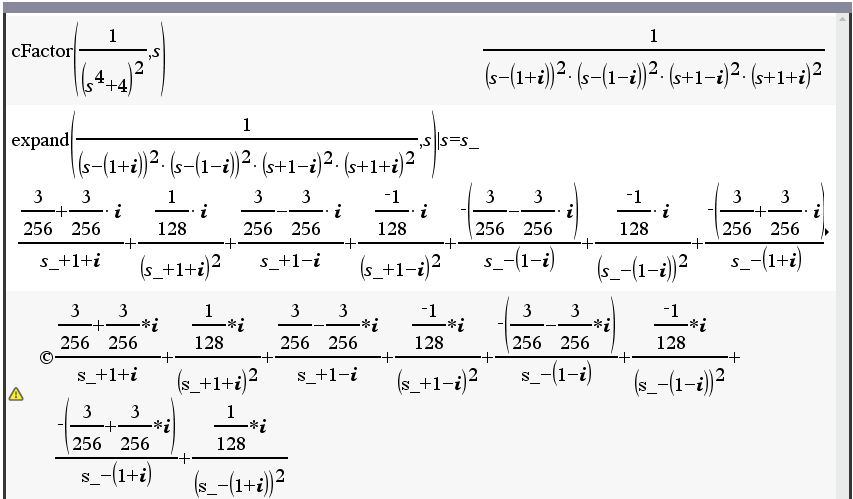 cFactor(1/(s^4+4)^2,s)    1/((s-(1+i))^2·(s-(1-i))^2·(s+1-i)^2·(s+1+i)^2)
expand(1/((s-(1+i))^2·(s-(1-i))^2·(s+1-i)^2·(s+1+i)^2),s)|s=s_
(3/256+3/256·i)/(s_+1+i)+(1/128·i)/(s_+1+i)^2+(3/256-3/256·i)/(s_+1-i)+(-1/128·i)/(s_+1-i)^2+-(3/256-3/256·i)/(s_-(1-i))+(-1/128·i)/(s_-(1-i))^2+-(3/256+3/256·i)/(s_-(1+i))
©(3/256+3/256*i)/(s_+1+i)+(1/128*i)/(s_+1+i)^2+(3/256-3/256*i)/(s_+1-i)+(-1/128*i)/(s_+1-i)^2+-(3/256-3/256*i)/(s_-(1-i))+(-1/128*i)/(s_-(1-i))^2+
-(3/256+3/256*i)/(s_-(1+i))+(1/128*i)/(s_-(1+i))^2